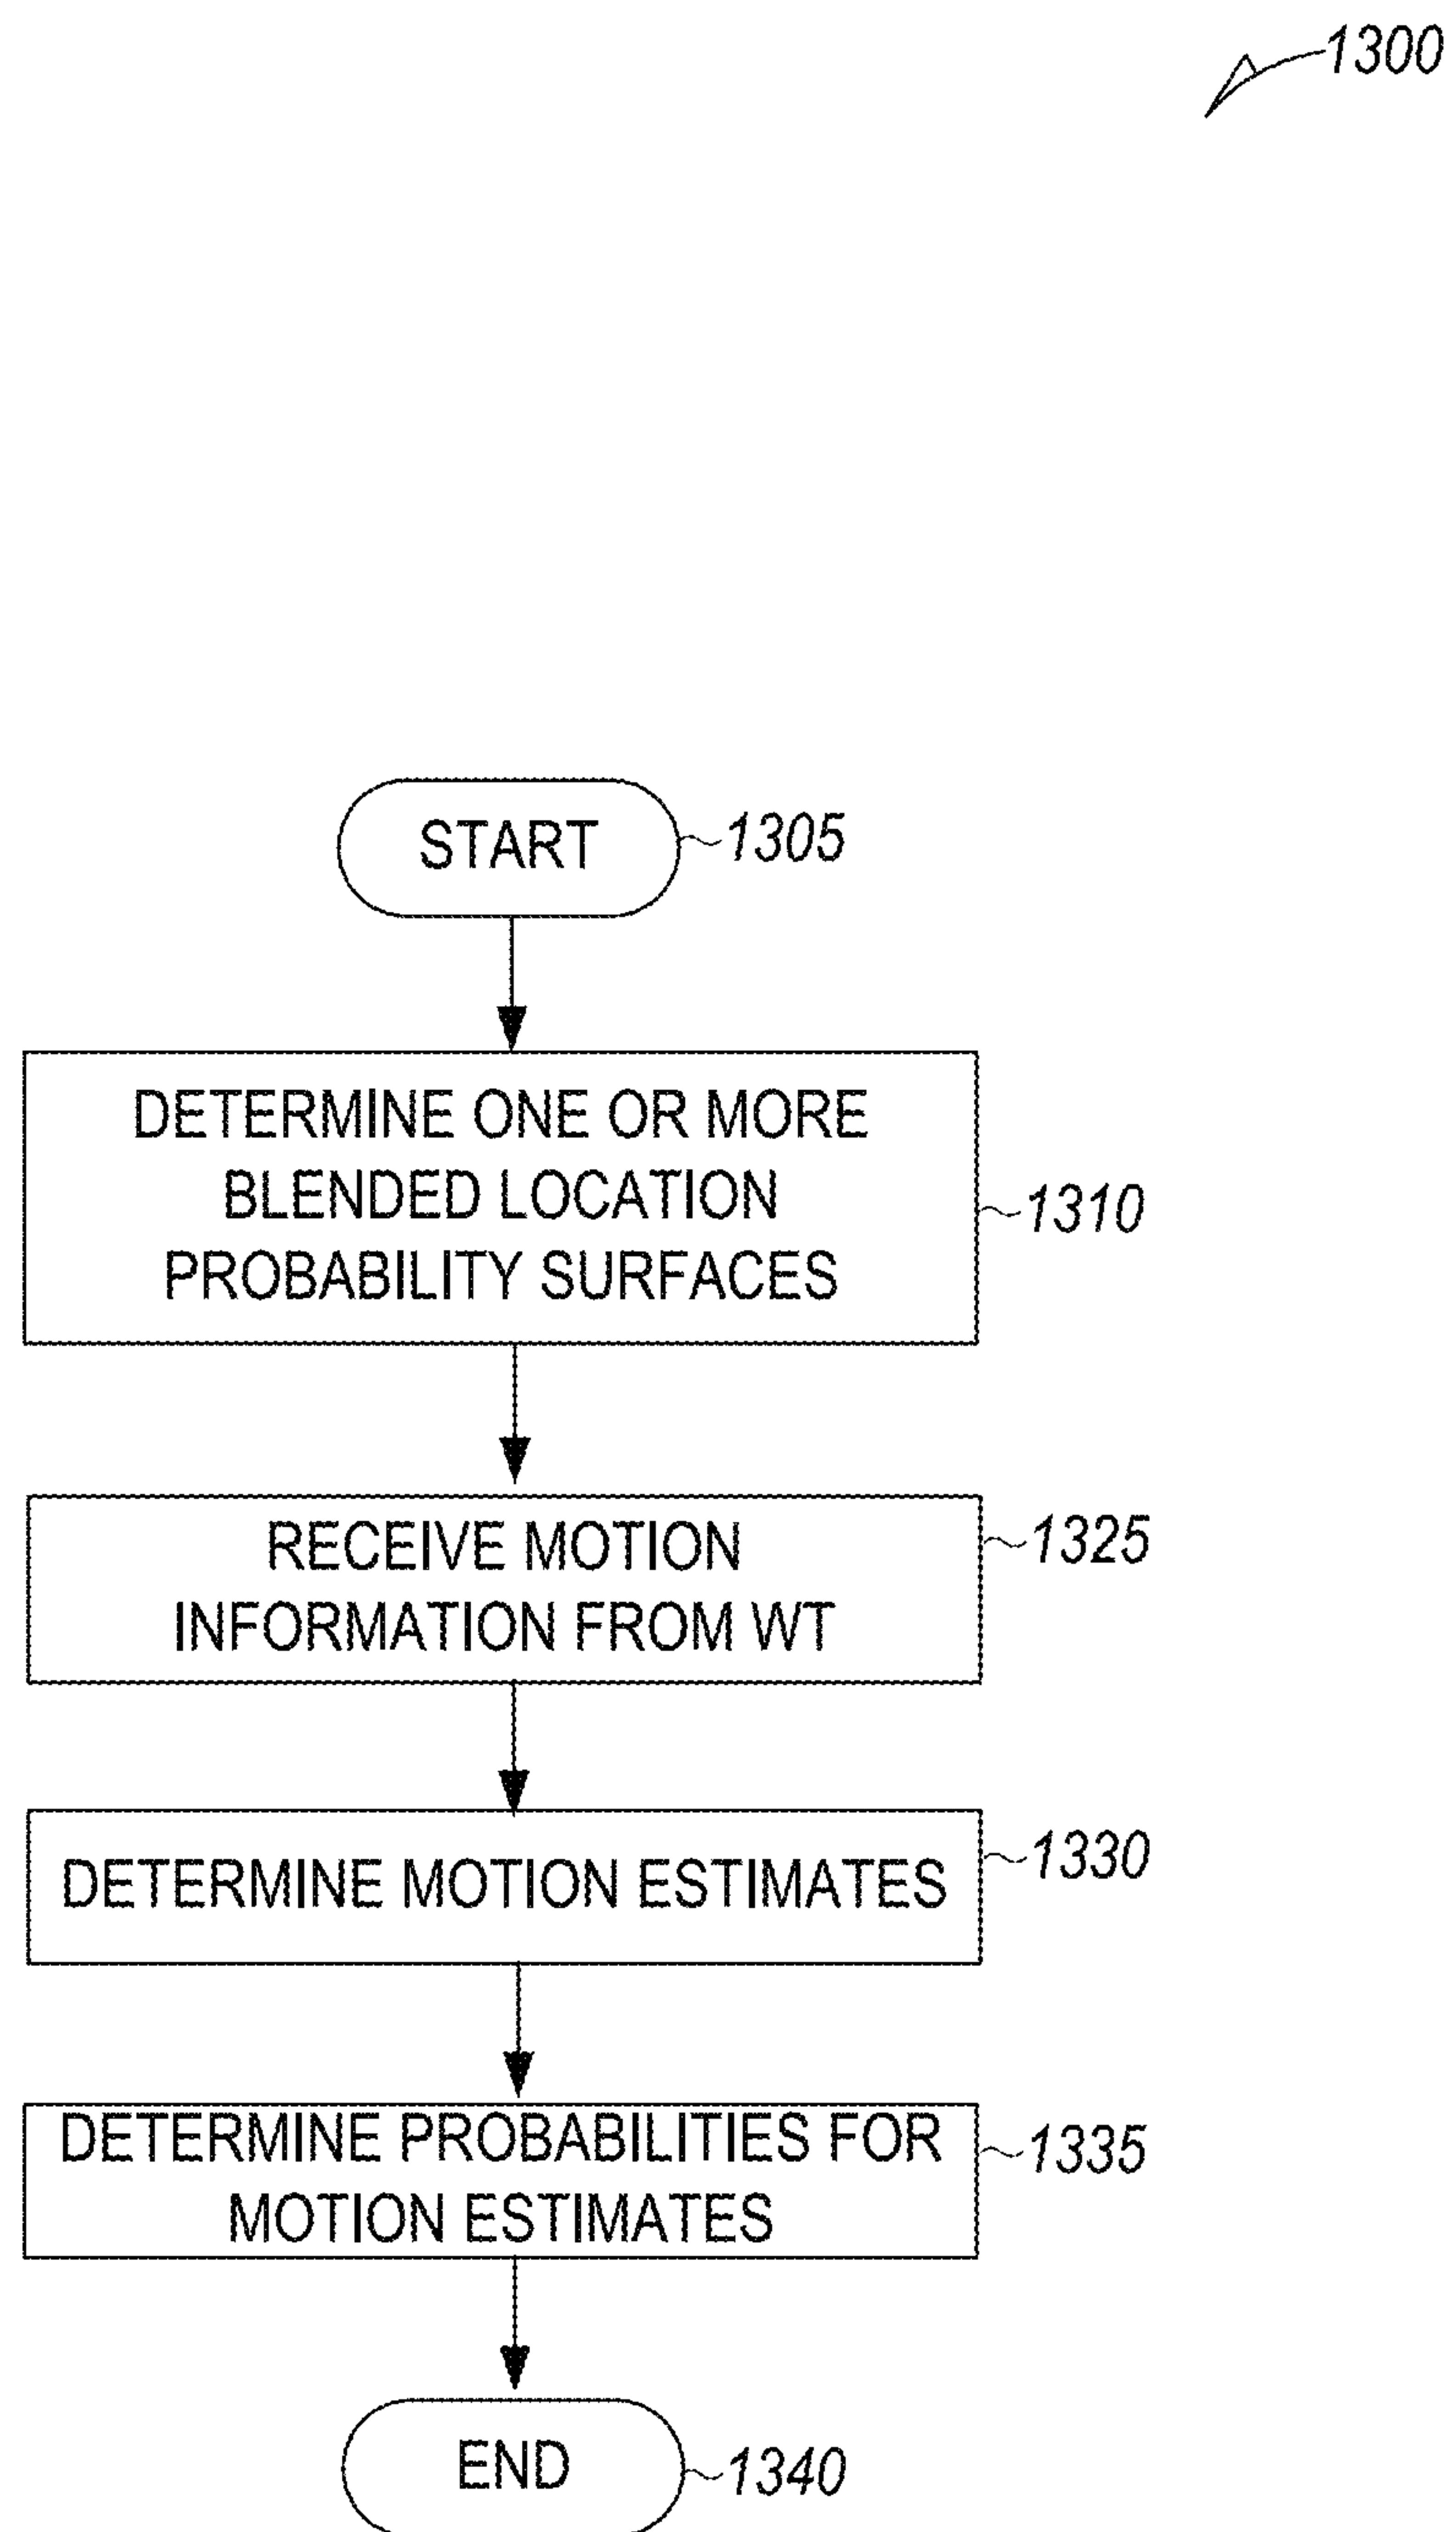 1300
START
1305
DETERMINE ONE OR MORE
BLENDED LOCATION
PROBABILITY SURFACES
1310
RECEIVE MOTION
INFORMATION FROM WT
1325
DETERMINE MOTION ESTIMATES
1330
DETERMINE PROBABILITIES FOR
MOTION ESTIMATES
1335
END
1340